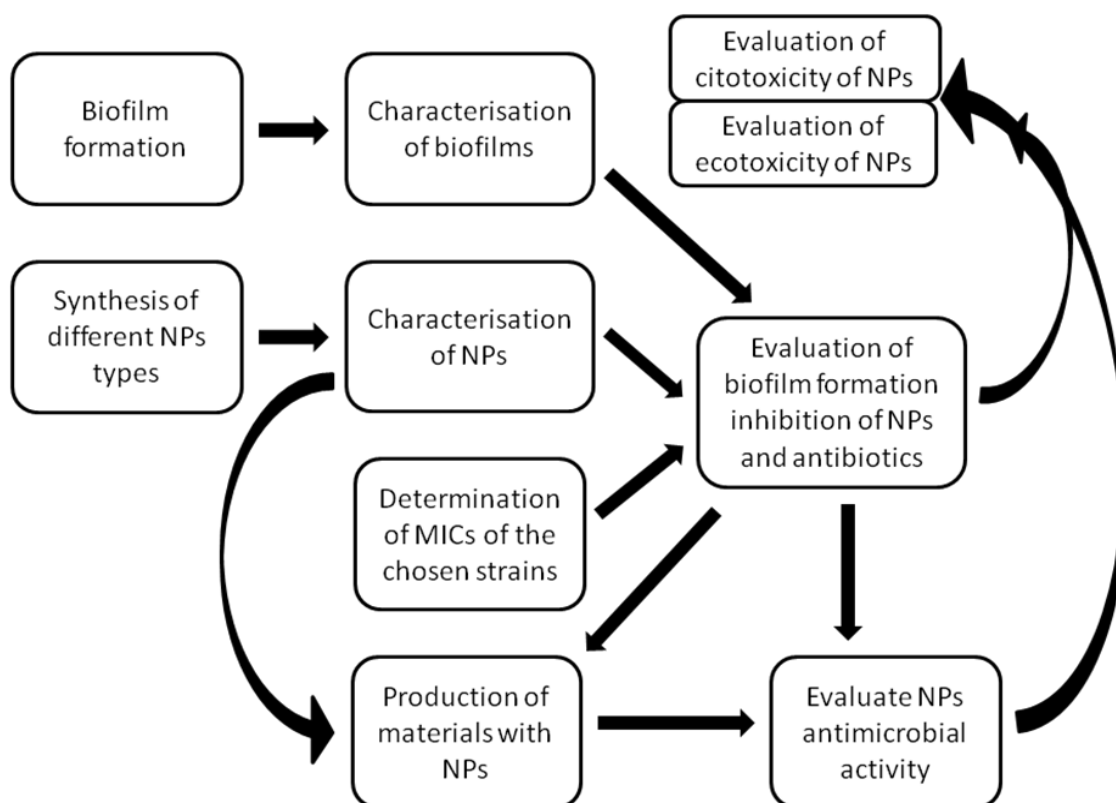 Biofilm
formation
Characterisation
of biofilms
Evaluation of
citotoxicity of NPs
Evaluation of
ecotoxicity of NPs
Synthesis of
different NPs
types
Characterisation
of NPs
Evaluation of
biofilm formation
inhibition of NPs
and antibiotics
Determination
of MICs of the
chosen strains
Production of
materials with
NPs
Evaluate NPs
antimicrobial
activity